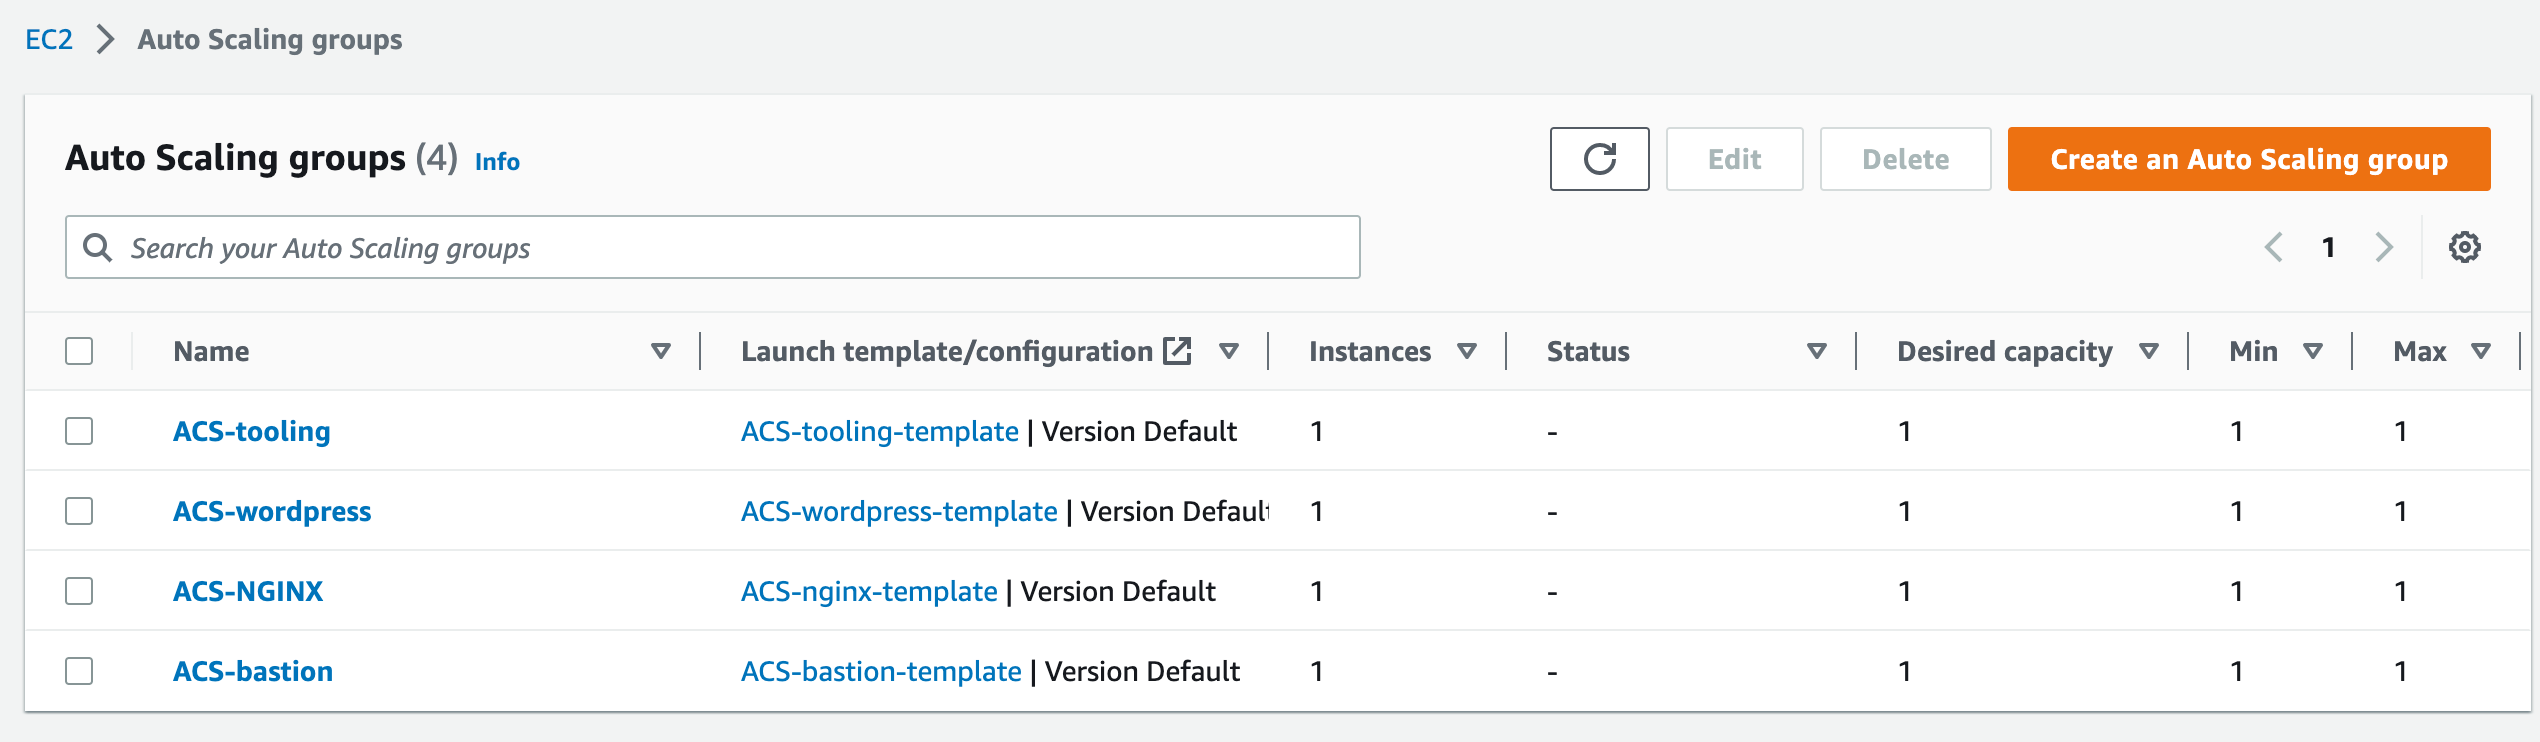 EC2 Auto Scaling groups
Auto Scaling groups (4) Info
Edit Delete Create an Auto Scaling group
Search your Auto Scaling groups
1
Name Launch template/configuration Instances Status Desired capacity Min Max
ACS-tooling ACS-tooling-template | Version Default 1 - 1 1 1
ACS-wordpress ACS-wordpress-template | Version Default 1 - 1 1 1
ACS-NGINX ACS-nginx-template | Version Default 1 - 1 1 1
ACS-bastion ACS-bastion-template | Version Default 1 - 1 1 1